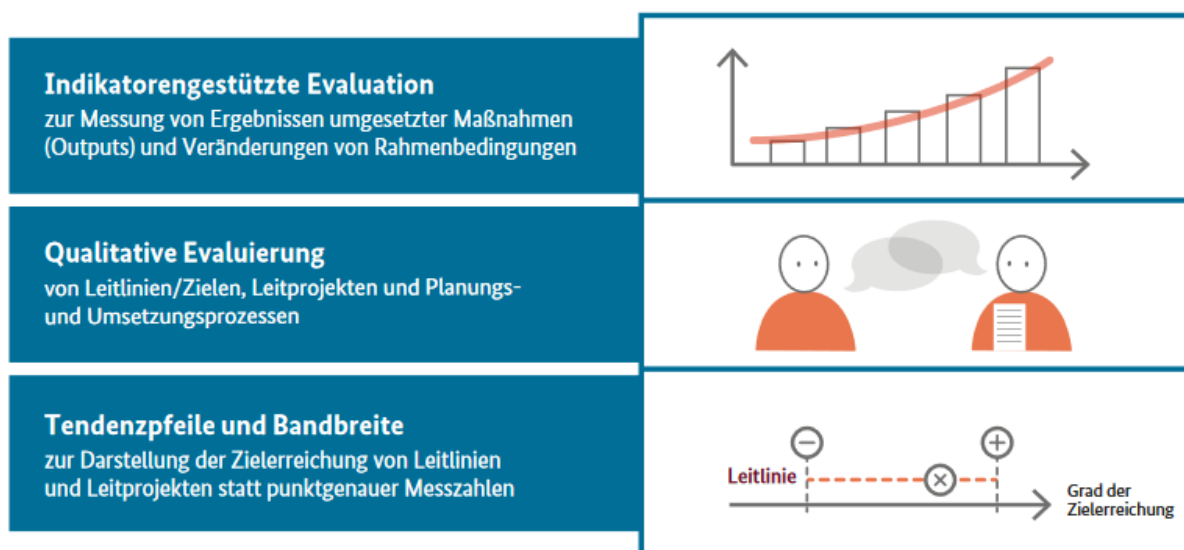 Indikatorengestützte Evaluation
zur Messung von Ergebnissen umgesetzter Maßnahmen
(Outputs) und Veränderungen von Rahmenbedingungen
Qualitative Evaluierung
von Leitlinien/Zielen, Leitprojekten und Planungs-
und Umsetzungsprozessen
Tendenzpfeile und Bandbreite
zur Darstellung der Zielerreichung von Leitlinien
und Leitprojekten statt punktgenauer Messzahlen
Leitlinie
Grad der
Zielerreichung